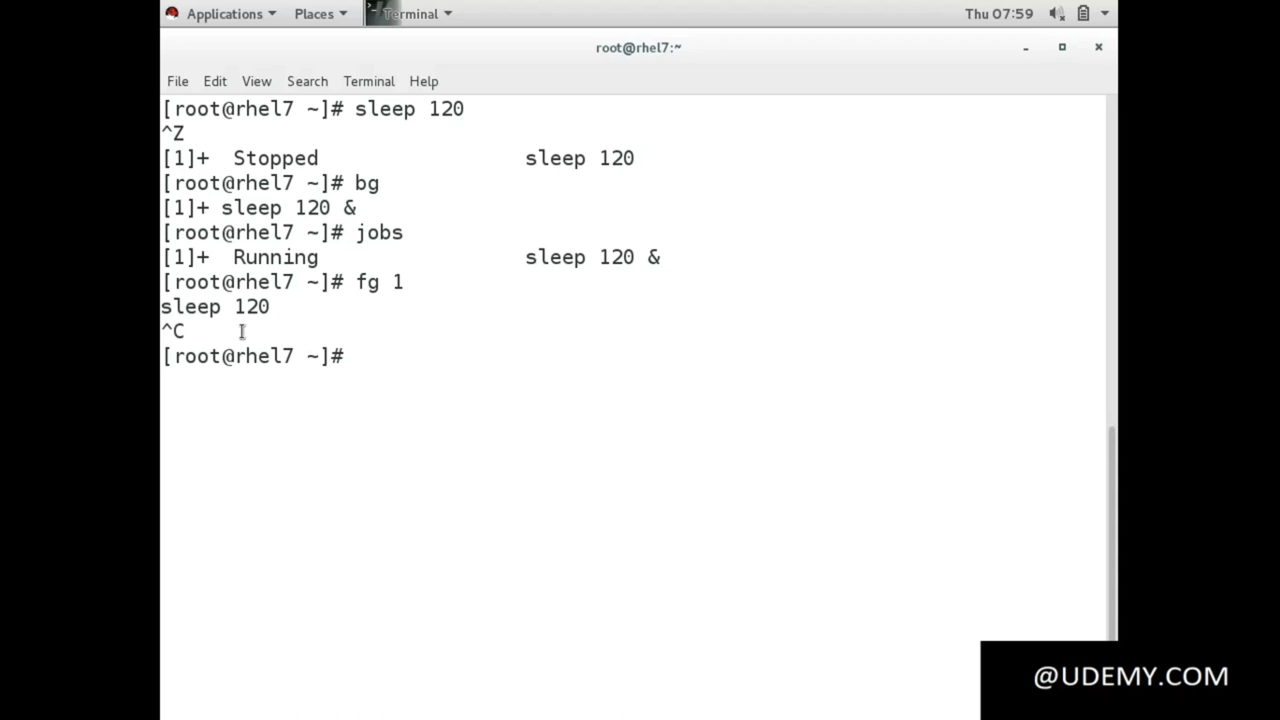 Applications Places Terminal Thu 07:59
root@rhel7:~
File Edit View Search Terminal Help
[root@rhel7 ~]# sleep 120
^Z
[1]+  Stopped                 sleep 120
[root@rhel7 ~]# bg
[1]+ sleep 120 &
[root@rhel7 ~]# jobs
[1]+  Running                 sleep 120 &
[root@rhel7 ~]# fg 1
sleep 120
^C
[root@rhel7 ~]#
@UDEMY.COM